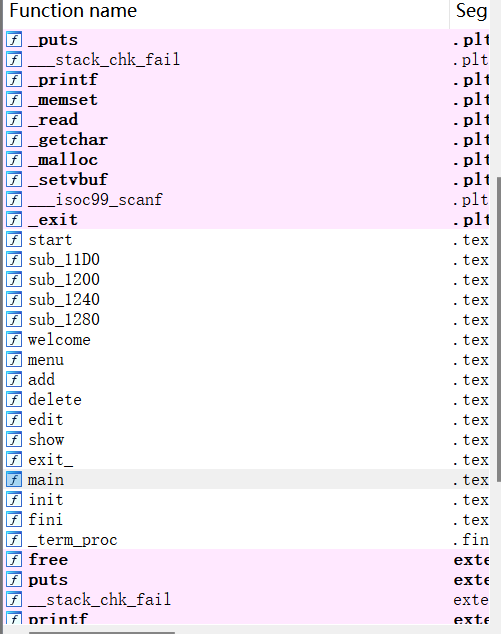 Function name Seg
f _puts .plt
f ___stack_chk_fail .plt
f _printf .plt
f _memset .plt
f _read .plt
f _getchar .plt
f _malloc .plt
f _setvbuf .plt
f ___isoc99_scanf .plt
f _exit .plt
f start .tex
f sub_11D0 .tex
f sub_1200 .tex
f sub_1240 .tex
f sub_1280 .tex
f welcome .tex
f menu .tex
f add .tex
f delete .tex
f edit .tex
f show .tex
f exit_ .tex
f main .tex
f init .tex
f fini .tex
f _term_proc .fin
f free exte
f puts exte
f __stack_chk_fail exte
f printf exte